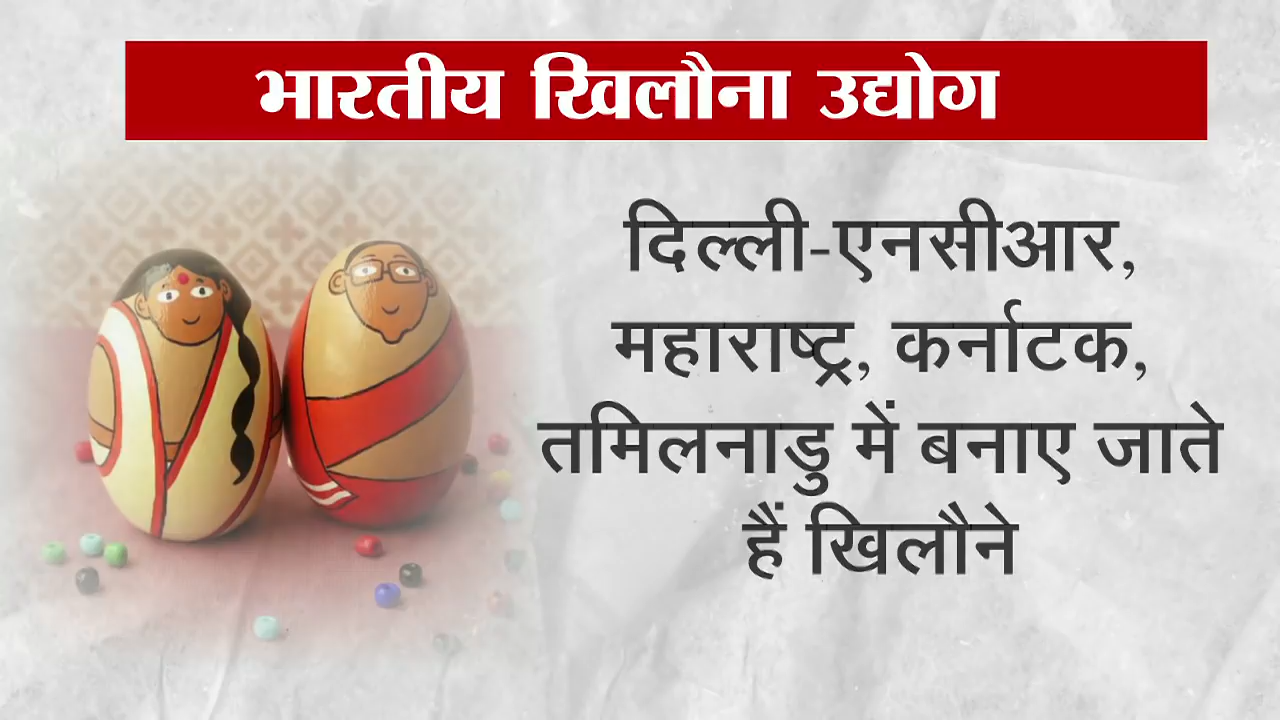 भारतीय खिलौना उद्योग
दिल्ली-एनसीआर,
महाराष्ट्र, कर्नाटक,
तमिलनाडु में बनाए जाते
हैं खिलौने